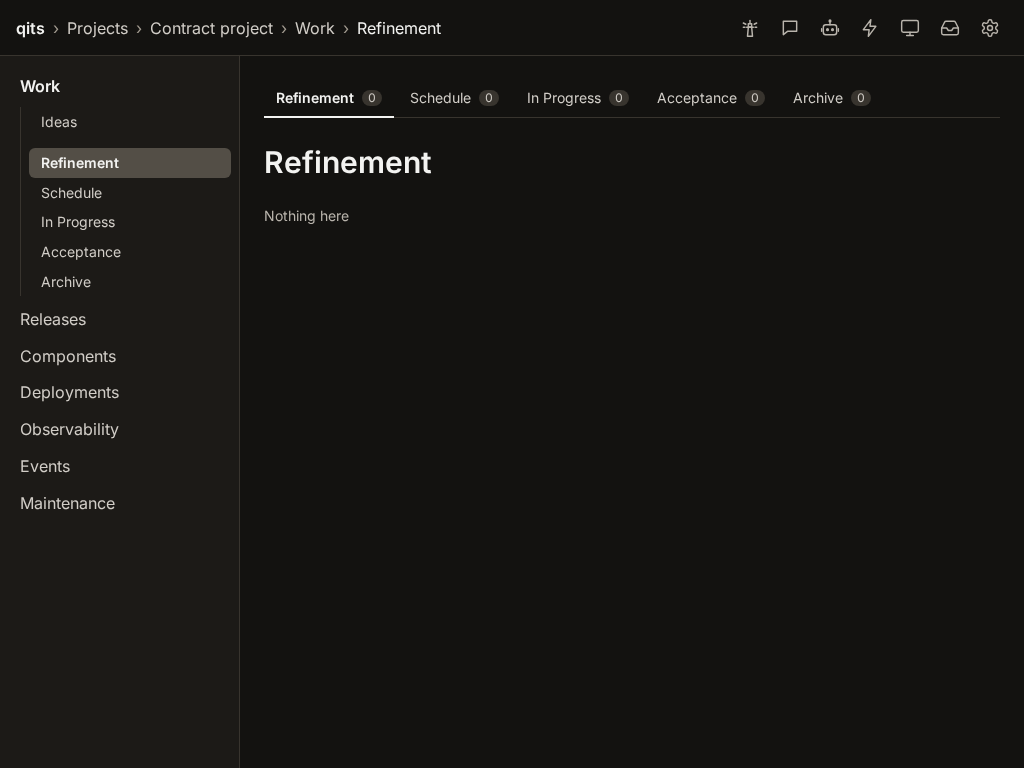 qits › Projects › Contract project › Work › Refinement
Work
Ideas
Refinement
Schedule
In Progress
Acceptance
Archive
Releases
Components
Deployments
Observability
Events
Maintenance
Refinement 0 Schedule 0 In Progress 0 Acceptance 0 Archive 0
Refinement
Nothing here